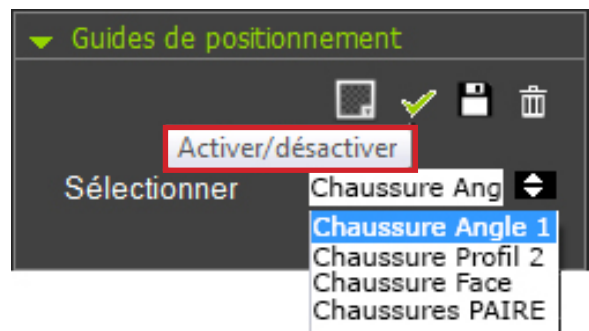 Guides de positionnement
Activer/désactiver
Sélectionner Chaussure Ang
Chaussure Angle 1
Chaussure Profil 2
Chaussure Face
Chaussures PAIRE